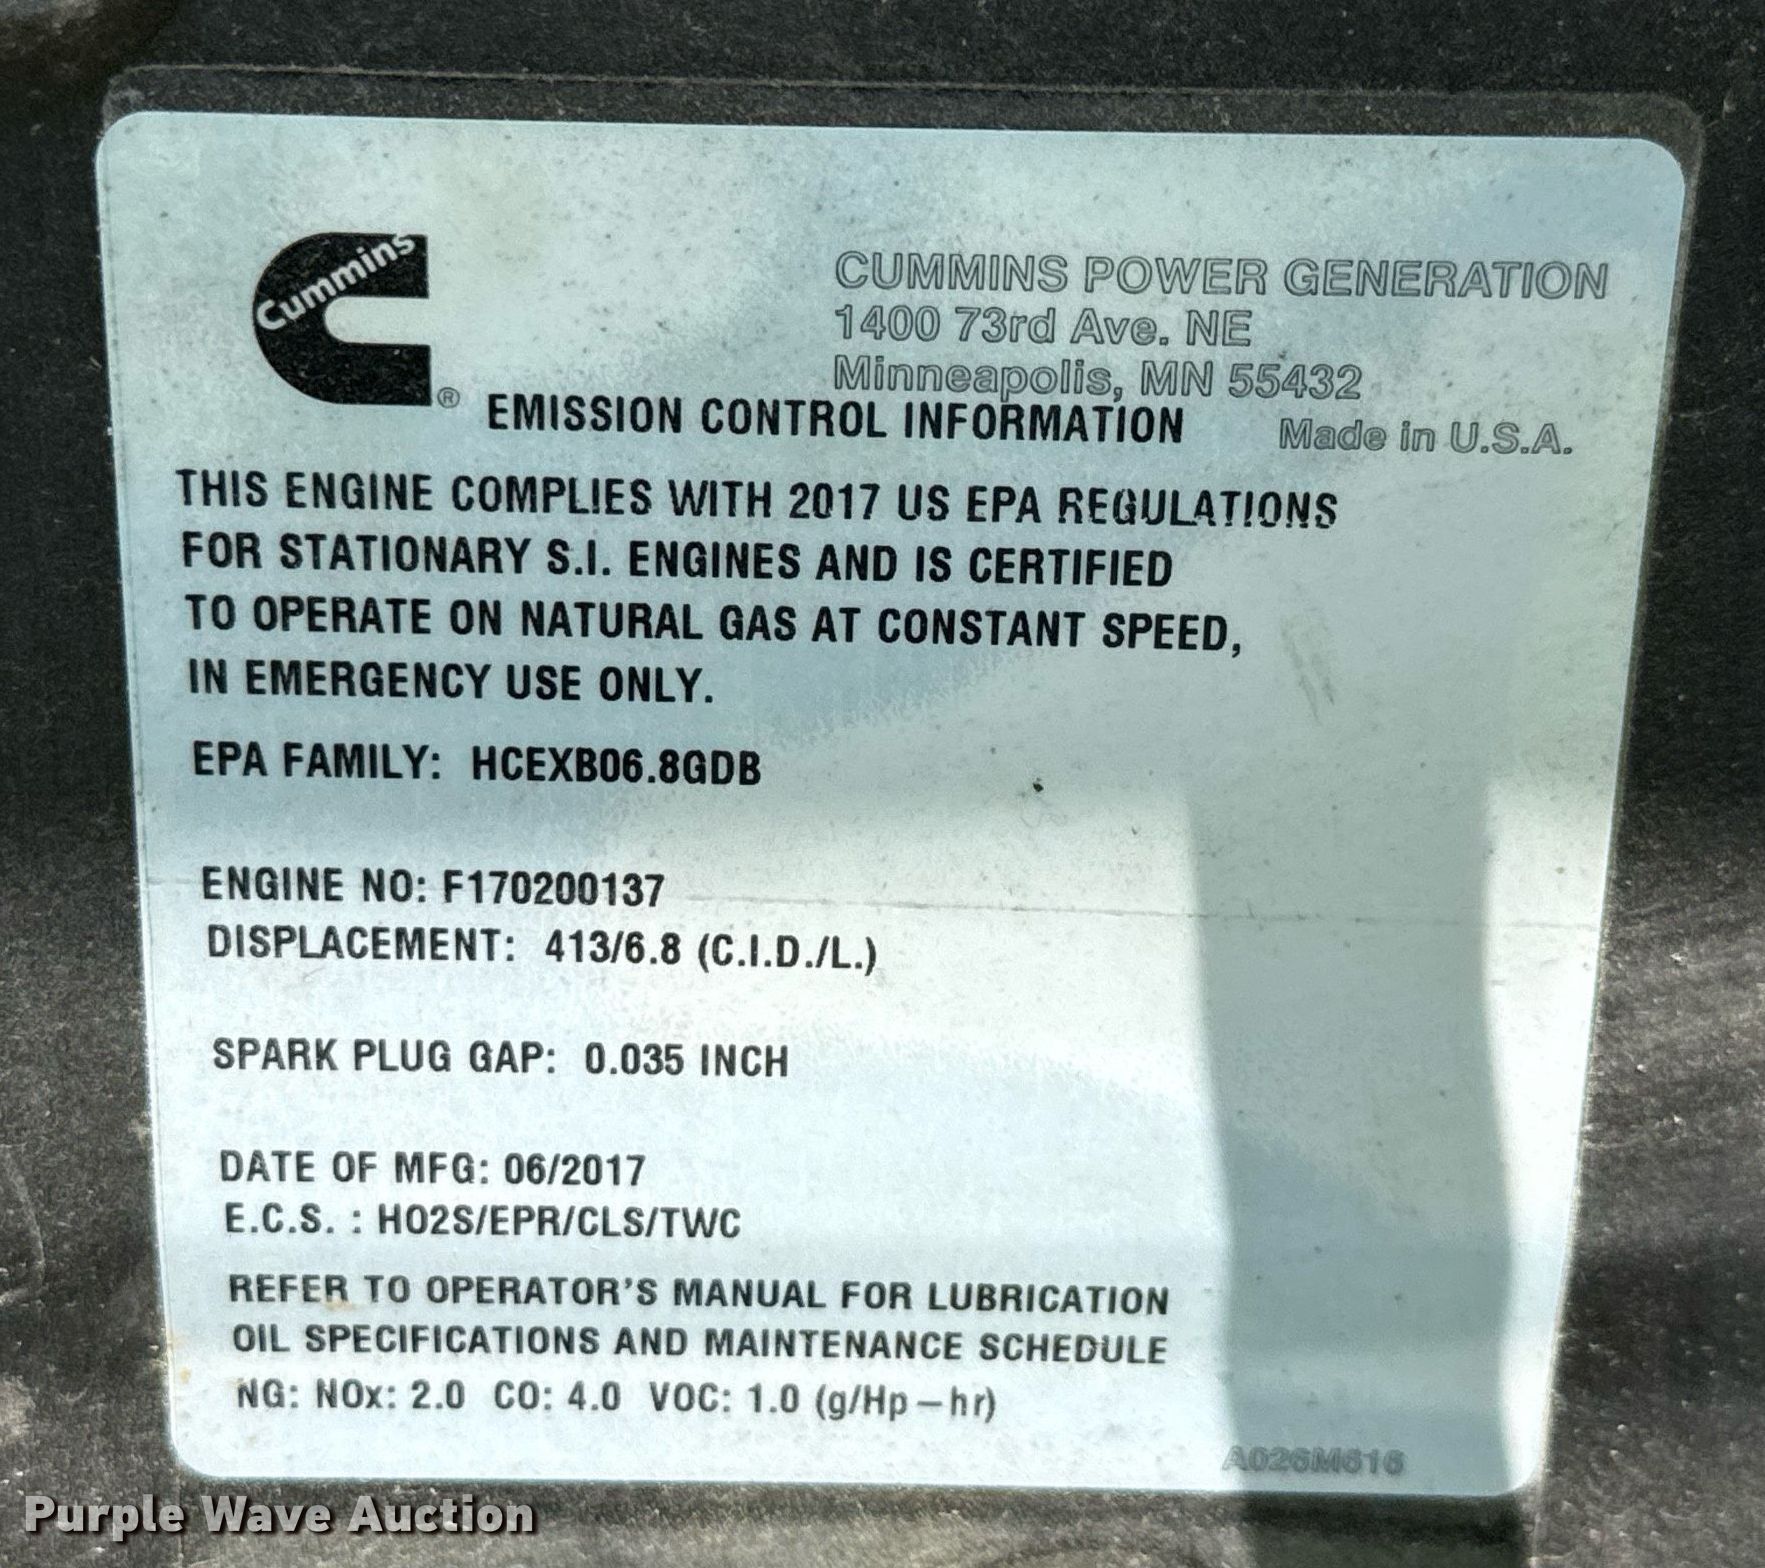 Cummins
®
CUMMINS POWER GENERATION
1400 73rd Ave. NE
Minneapolis, MN 55432
EMISSION CONTROL INFORMATION
Made in U.S.A.
THIS ENGINE COMPLIES WITH 2017 US EPA REGULATIONS
FOR STATIONARY S.I. ENGINES AND IS CERTIFIED
TO OPERATE ON NATURAL GAS AT CONSTANT SPEED,
IN EMERGENCY USE ONLY.
EPA FAMILY: HCEXB06.8GDB
ENGINE NO: F170200137
DISPLACEMENT: 413/6.8 (C.I.D./L.)
SPARK PLUG GAP: 0.035 INCH
DATE OF MFG: 06/2017
E.C.S. : HO2S/EPR/CLS/TWC
REFER TO OPERATOR'S MANUAL FOR LUBRICATION
OIL SPECIFICATIONS AND MAINTENANCE SCHEDULE
NG: NOx: 2.0 CO: 4.0 VOC: 1.0 (g/Hp-hr)
A026M616
Purple Wave Auction